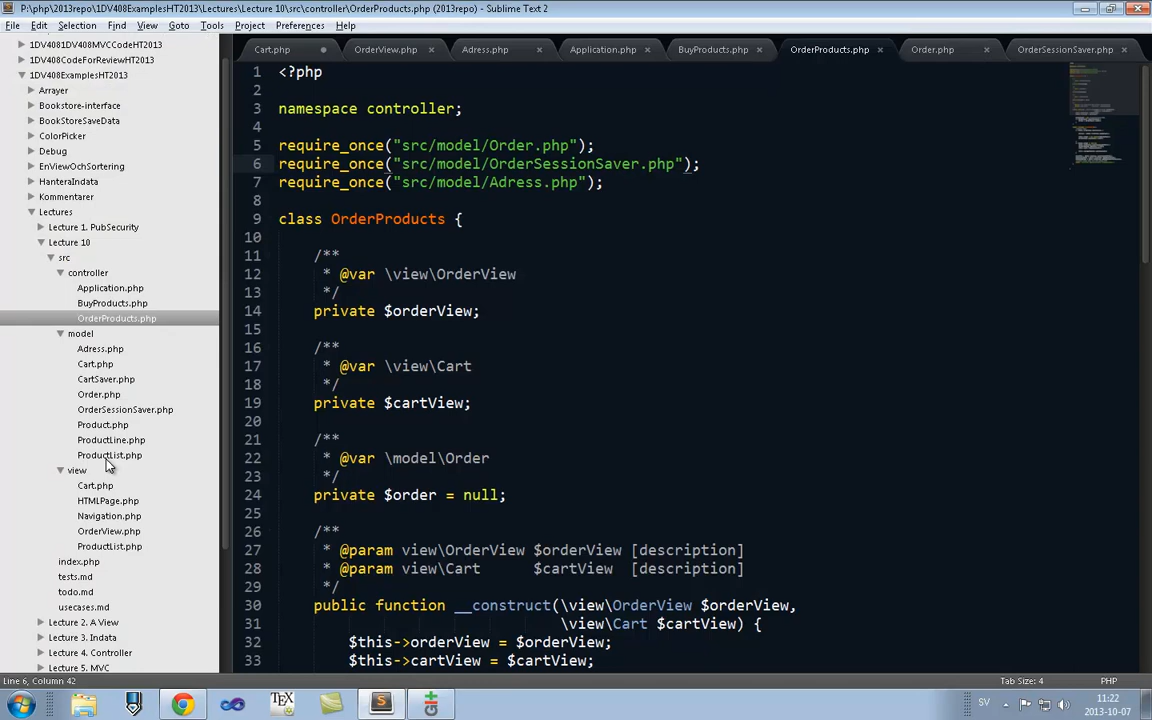 P:\php\2013repo\1DV408ExamplesHT2013\Lectures\Lecture 10\src\controller\OrderProducts.php (2013repo) - Sublime Text 2
File Edit Selection Find View Goto Tools Project Preferences Help
1DV4081DV408MVCCodeHT2013
1DV408CodeForReviewHT2013
1DV408ExamplesHT2013
Arrayer
Bookstore-interface
BookStoreSaveData
ColorPicker
Debug
EnViewOchSortering
HanteraIndata
Kommentarer
Lectures
Lecture 1. PubSecurity
Lecture 10
src
controller
Application.php
BuyProducts.php
OrderProducts.php
model
Adress.php
Cart.php
CartSaver.php
Order.php
OrderSessionSaver.php
Product.php
ProductLine.php
ProductList.php
view
Cart.php
HTMLPage.php
Navigation.php
OrderView.php
ProductList.php
index.php
tests.md
todo.md
usecases.md
Lecture 2. A View
Lecture 3. Indata
Lecture 4. Controller
Lecture 5. MVC
Cart.php OrderView.php Adress.php Application.php BuyProducts.php OrderProducts.php Order.php OrderSessionSaver.php
1 <?php
2
3 namespace controller;
4
5 require_once("src/model/Order.php");
6 require_once("src/model/OrderSessionSaver.php");
7 require_once("src/model/Adress.php");
8
9 class OrderProducts {
10
11 /**
12 * @var \view\OrderView
13 */
14 private $orderView;
15
16 /**
17 * @var \view\Cart
18 */
19 private $cartView;
20
21 /**
22 * @var \model\Order
23 */
24 private $order = null;
25
26 /**
27 * @param view\OrderView $orderView [description]
28 * @param view\Cart $cartView [description]
29 */
30 public function __construct(\view\OrderView $orderView,
31 \view\Cart $cartView) {
32 $this->orderView = $orderView;
33 $this->cartView = $cartView;
Line 6, Column 42 Tab Size: 4 PHP
SV 11:22
2013-10-07